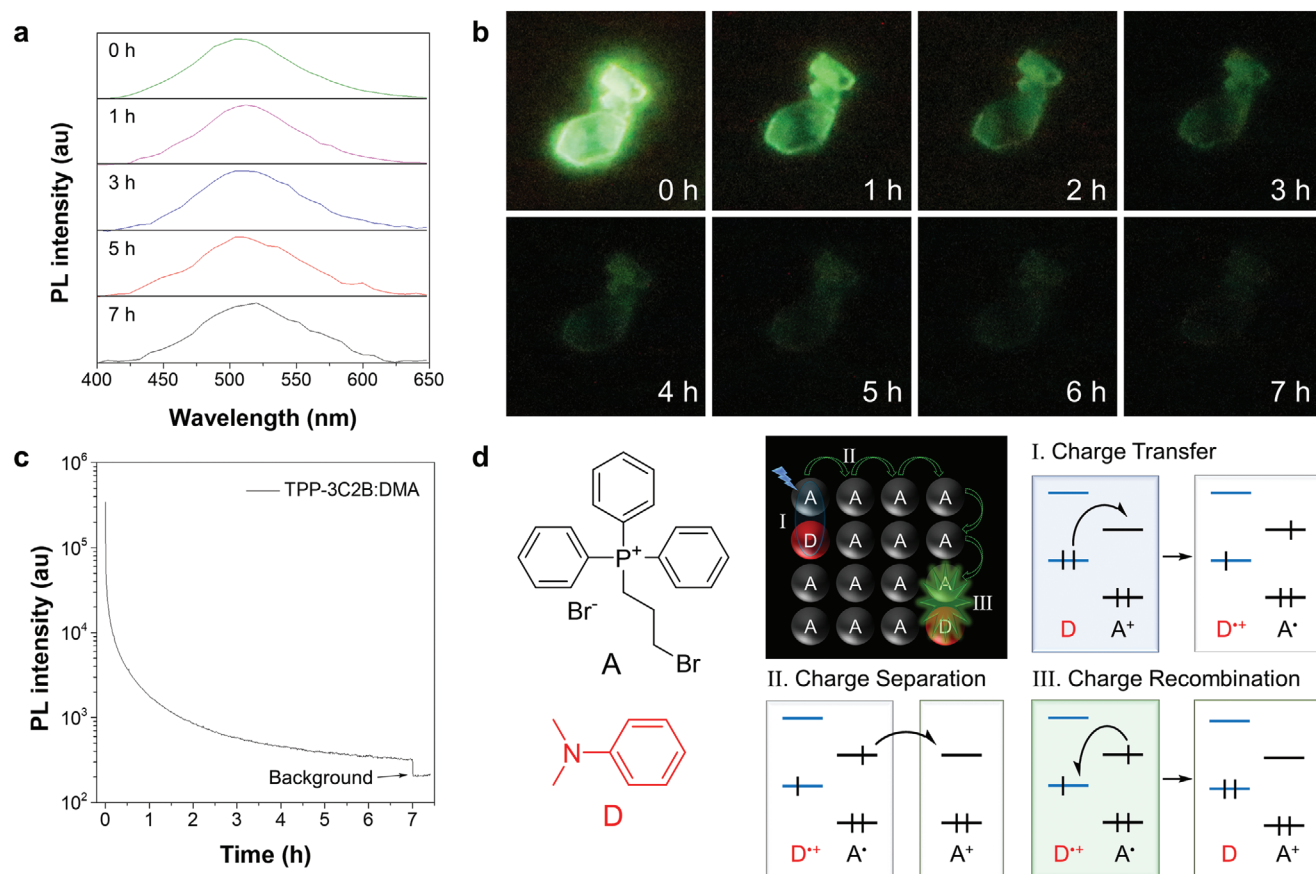 a
0 h
1 h
3 h
5 h
7 h
PL intensity (au)
400 450 500 550 600 650
Wavelength (nm)
b
0 h
1 h
2 h
3 h
4 h
5 h
6 h
7 h
c
10⁶
10⁵
10⁴
10³
10²
PL intensity (au)
TPP-3C2B:DMA
Background
0 1 2 3 4 5 6 7
Time (h)
d
P⁺
Br⁻
Br
A
N
D
II
I
III
A A A A
D A A A
A A A A
A A A D
I. Charge Transfer
D A⁺
D•⁺ A•
II. Charge Separation
D•⁺ A• A⁺
III. Charge Recombination
D•⁺ A•
D A⁺